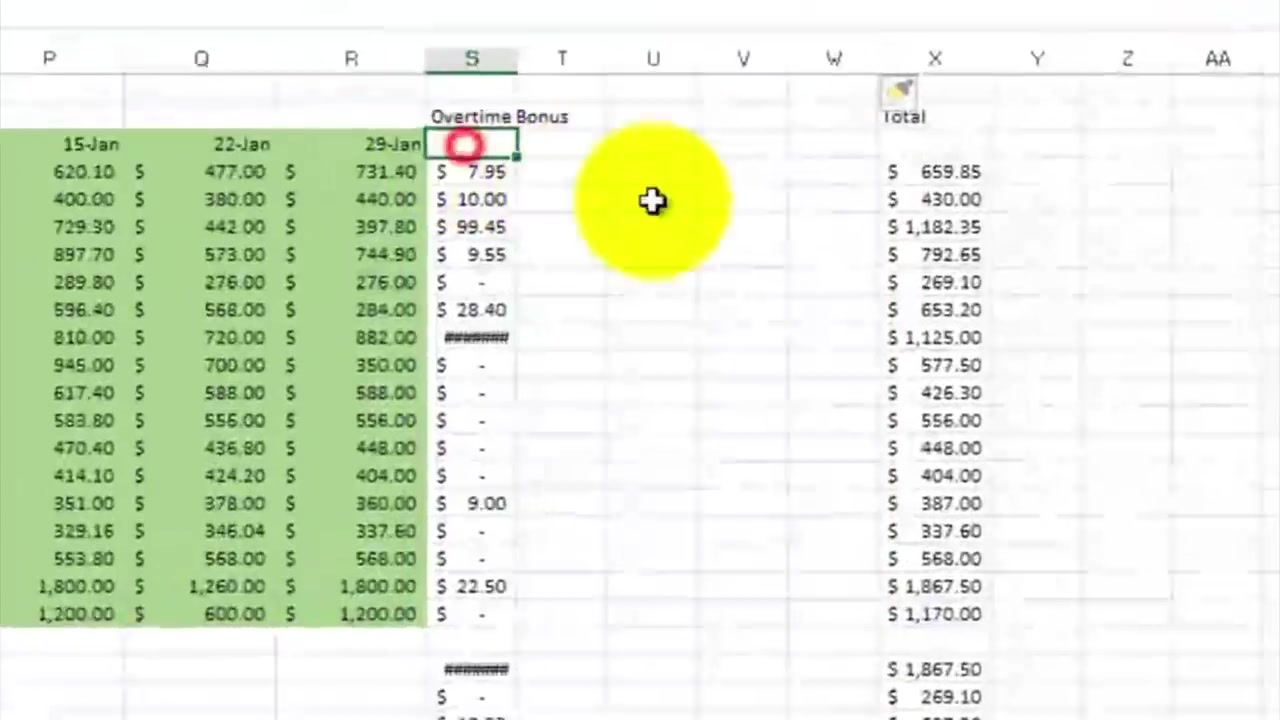 P Q R S T U V W X Y Z AA
Overtime Bonus Total
15-Jan 22-Jan 29-Jan
620.10 $ 477.00 $ 731.40 $ 7.95 $ 659.85
400.00 $ 380.00 $ 440.00 $ 10.00 $ 430.00
729.30 $ 442.00 $ 397.80 $ 99.45 $ 1,182.35
897.70 $ 573.00 $ 744.90 $ 9.55 $ 792.65
289.80 $ 276.00 $ 276.00 $ - $ 269.10
596.40 $ 568.00 $ 284.00 $ 28.40 $ 653.20
810.00 $ 720.00 $ 882.00 ####### $ 1,125.00
945.00 $ 700.00 $ 350.00 $ - $ 577.50
617.40 $ 588.00 $ 588.00 $ - $ 426.30
583.80 $ 556.00 $ 556.00 $ - $ 556.00
470.40 $ 436.80 $ 448.00 $ - $ 448.00
414.10 $ 424.20 $ 404.00 $ - $ 404.00
351.00 $ 378.00 $ 360.00 $ 9.00 $ 387.00
329.16 $ 346.04 $ 337.60 $ - $ 337.60
553.80 $ 568.00 $ 568.00 $ - $ 568.00
1,800.00 $ 1,260.00 $ 1,800.00 $ 22.50 $ 1,867.50
1,200.00 $ 600.00 $ 1,200.00 $ - $ 1,170.00
####### $ 1,867.50
$ - $ 269.10